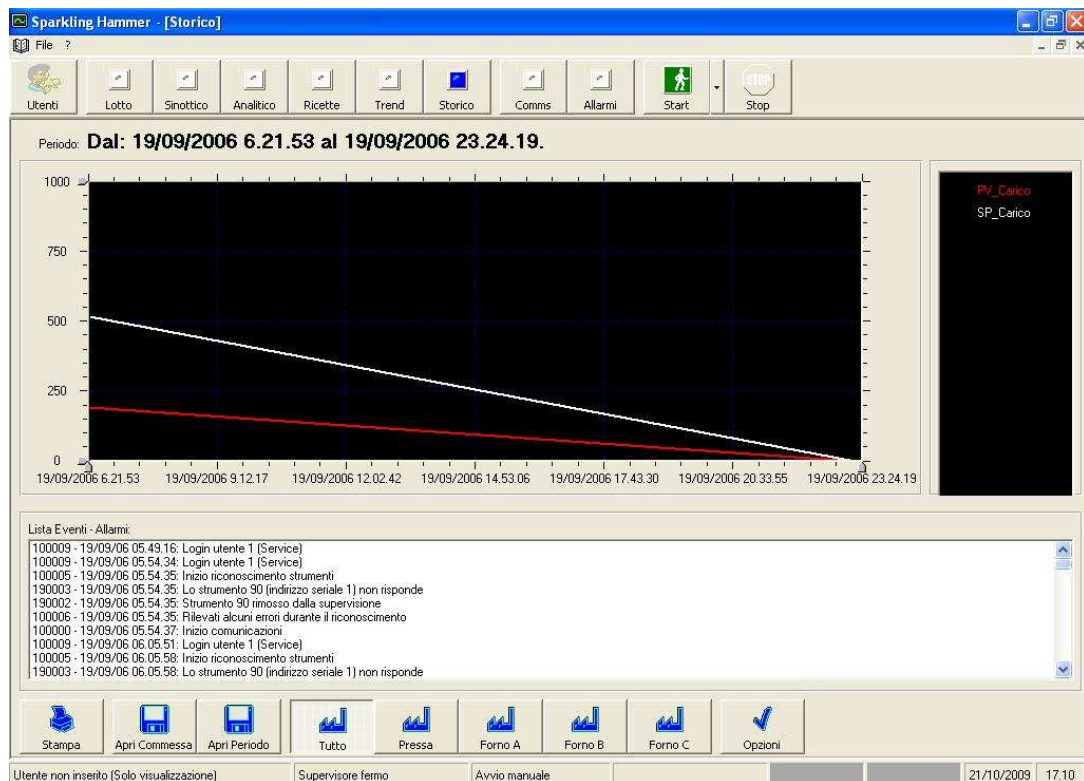 Sparkling Hammer - [Storico]
File ?
Utenti Lotto Sinottico Analitico Ricette Trend Storico Comms Allarmi Start STOP Stop
Periodo: Dal: 19/09/2006 6.21.53 al 19/09/2006 23.24.19.
1000
750
500
250
0
19/09/2006 6.21.53 19/09/2006 9.12.17 19/09/2006 12.02.42 19/09/2006 14.53.06 19/09/2006 17.43.30 19/09/2006 20.33.55 19/09/2006 23.24.19
PV_Carico
SP_Carico
Lista Eventi - Allarmi:
100009 - 19/09/06 05.49.16: Login utente 1 (Service)
100009 - 19/09/06 05.54.34: Login utente 1 (Service)
100005 - 19/09/06 05.54.35: Inizio riconoscimento strumenti
190003 - 19/09/06 05.54.35: Lo strumento 90 (indirizzo seriale 1) non risponde
190002 - 19/09/06 05.54.35: Strumento 90 rimosso dalla supervisione
100006 - 19/09/06 05.54.35: Rilevati alcuni errori durante il riconoscimento
100000 - 19/09/06 05.54.37: Inizio comunicazioni
100009 - 19/09/06 06.05.51: Login utente 1 (Service)
100005 - 19/09/06 06.05.58: Inizio riconoscimento strumenti
190003 - 19/09/06 06.05.58: Lo strumento 90 (indirizzo seriale 1) non risponde
Stampa Apri Commessa Apri Periodo Tutto Pressa Forno A Forno B Forno C Opzioni
Utente non inserito (Solo visualizzazione) Supervisore fermo Avvio manuale 21/10/2009 17.10